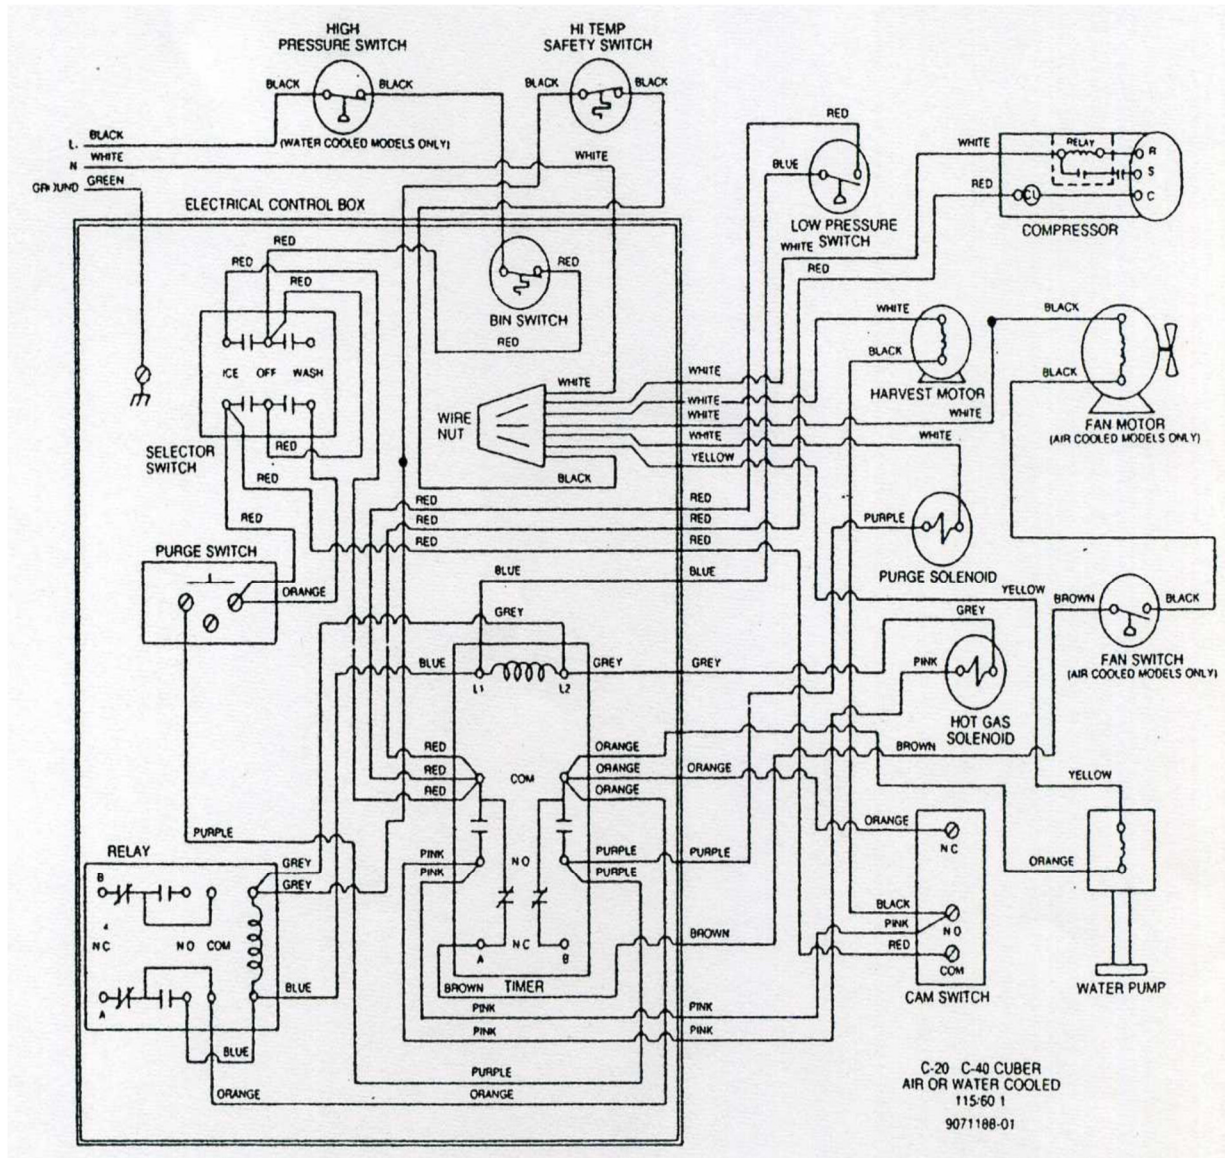 HIGH
PRESSURE SWITCH
HI TEMP
SAFETY SWITCH
BLACK
BLACK
BLACK
BLACK
(WATER COOLED MODELS ONLY)
L.
BLACK
N
WHITE
GROUND
GREEN
WHITE
RED
BLUE
LOW PRESSURE
SWITCH
WHITE
RED
RELAY
R
S
C
CL
COMPRESSOR
WHITE
RED
ELECTRICAL CONTROL BOX
RED
RED
RED
RED
BIN SWITCH
RED
ICE OFF WASH
SELECTOR
SWITCH
RED
RED
RED
WHITE
WIRE
NUT
BLACK
WHITE
WHITE
WHITE
WHITE
YELLOW
WHITE
BLACK
HARVEST MOTOR
WHITE
WHITE
BLACK
BLACK
FAN MOTOR
(AIR COOLED MODELS ONLY)
RED
RED
RED
RED
RED
RED
PURPLE
PURGE SOLENOID
PURGE SWITCH
ORANGE
BLUE
BLUE
YELLOW
GREY
BROWN
BLACK
FAN SWITCH
(AIR COOLED MODELS ONLY)
GREY
BLUE
L1
L2
GREY
GREY
PINK
HOT GAS
SOLENOID
BROWN
RED
RED
RED
COM
ORANGE
ORANGE
ORANGE
ORANGE
YELLOW
ORANGE
NC
ORANGE
PURPLE
RELAY
GREY
GREY
PINK
PINK
NO
PURPLE
PURPLE
PURPLE
B
NC
NO
COM
A
BLUE
BLUE
ORANGE
NC
A
B
BROWN
TIMER
BROWN
BLACK
PINK
NO
RED
COM
CAM SWITCH
WATER PUMP
PINK
PINK
PINK
PINK
PURPLE
ORANGE
C-20 C-40 CUBER
AIR OR WATER COOLED
115/60 1
9071188-01